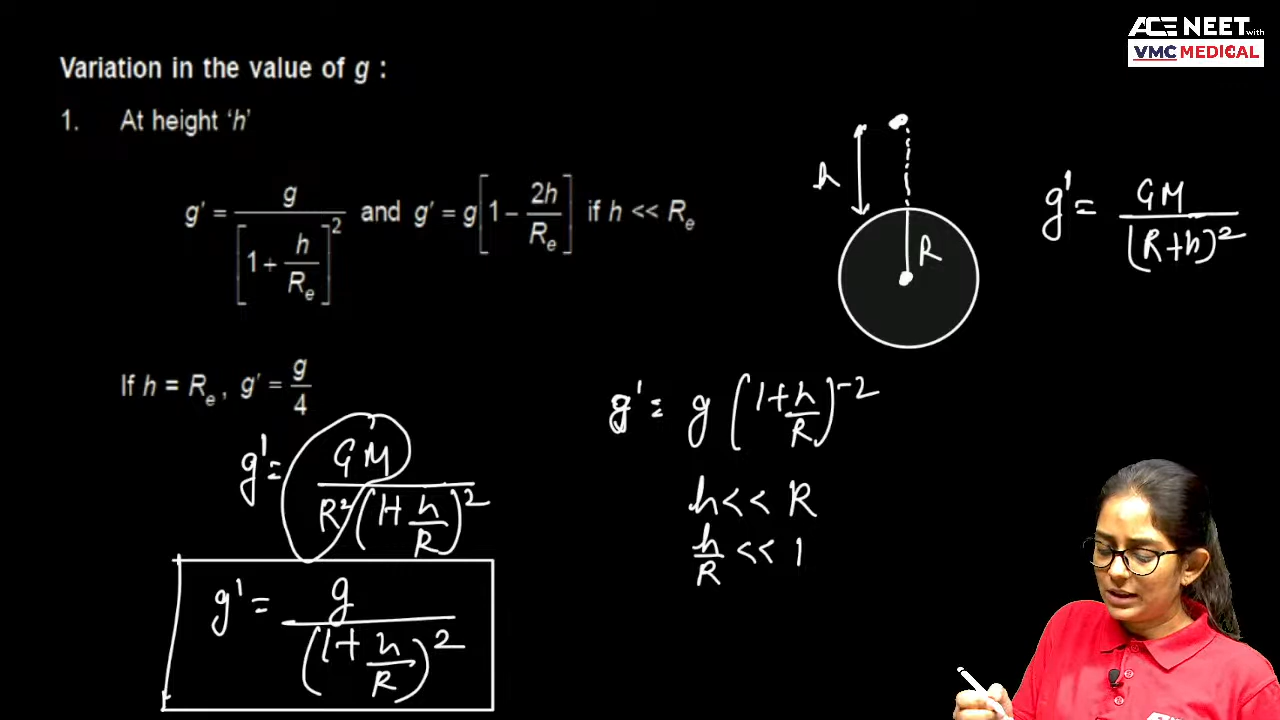 ACE NEET with
VMC MEDICAL
Variation in the value of g :
1. At height ‘h’
g' = g / [1 + h/Rₑ]² and g' = g[1 − 2h/Rₑ] if h << Rₑ
h
R
g' = GM / (R+h)²
If h = Rₑ , g' = g/4
g' = GM / R²(1+ h/R)²
g' = g / (1+ h/R)²
g' = g (1+ h/R)⁻²
h << R
h/R << 1